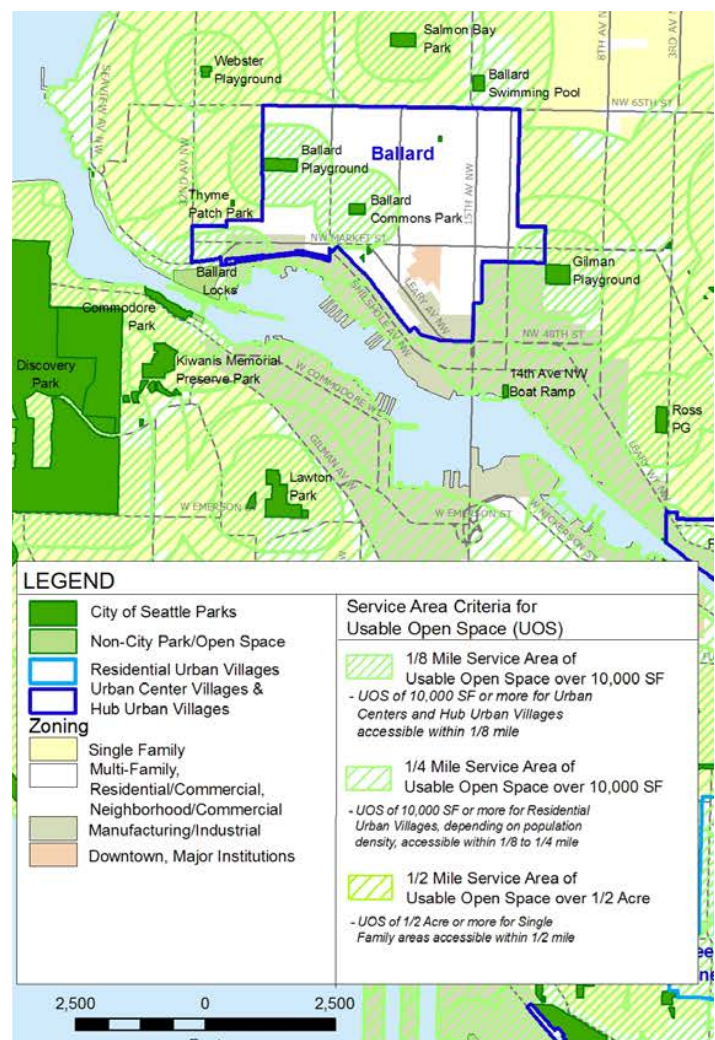 Salmon Bay
Park
8TH AV NW
3RD AV NW
Webster
Playground
Ballard
Swimming Pool
SEAVIEW AV NW
NW 65TH ST
32RD AV NW
Ballard
Playground
Ballard
15TH AV NW
Thyme
Patch Park
Ballard
Commons Park
NW MARKET ST
Gilman
Playground
Ballard
Locks
SHILSHOLE AV NW
LEARY AV NW
Commodore
Park
NW 46TH ST
Discovery
Park
Kiwanis Memorial
Preserve Park
W COMMODORE W
14th Ave NW
Boat Ramp
Ross
PG
GILMAN AV W
LEARY WY NW
Lawton
Park
W EMERSON
W EMERSON ST
W NICKERSON ST
LEGEND
City of Seattle Parks
Non-City Park/Open Space
Residential Urban Villages
Urban Center Villages &
Hub Urban Villages
Zoning
Single Family
Multi-Family,
Residential/Commercial,
Neighborhood/Commercial
Manufacturing/Industrial
Downtown, Major Institutions
Service Area Criteria for
Usable Open Space (UOS)
1/8 Mile Service Area of
Usable Open Space over 10,000 SF
- UOS of 10,000 SF or more for Urban
Centers and Hub Urban Villages
accessible within 1/8 mile
1/4 Mile Service Area of
Usable Open Space over 10,000 SF
- UOS of 10,000 SF or more for Residential
Urban Villages, depending on population
density, accessible within 1/8 to 1/4 mile
1/2 Mile Service Area of
Usable Open Space over 1/2 Acre
- UOS of 1/2 Acre or more for Single
Family areas accessible within 1/2 mile
2,500 0 2,500